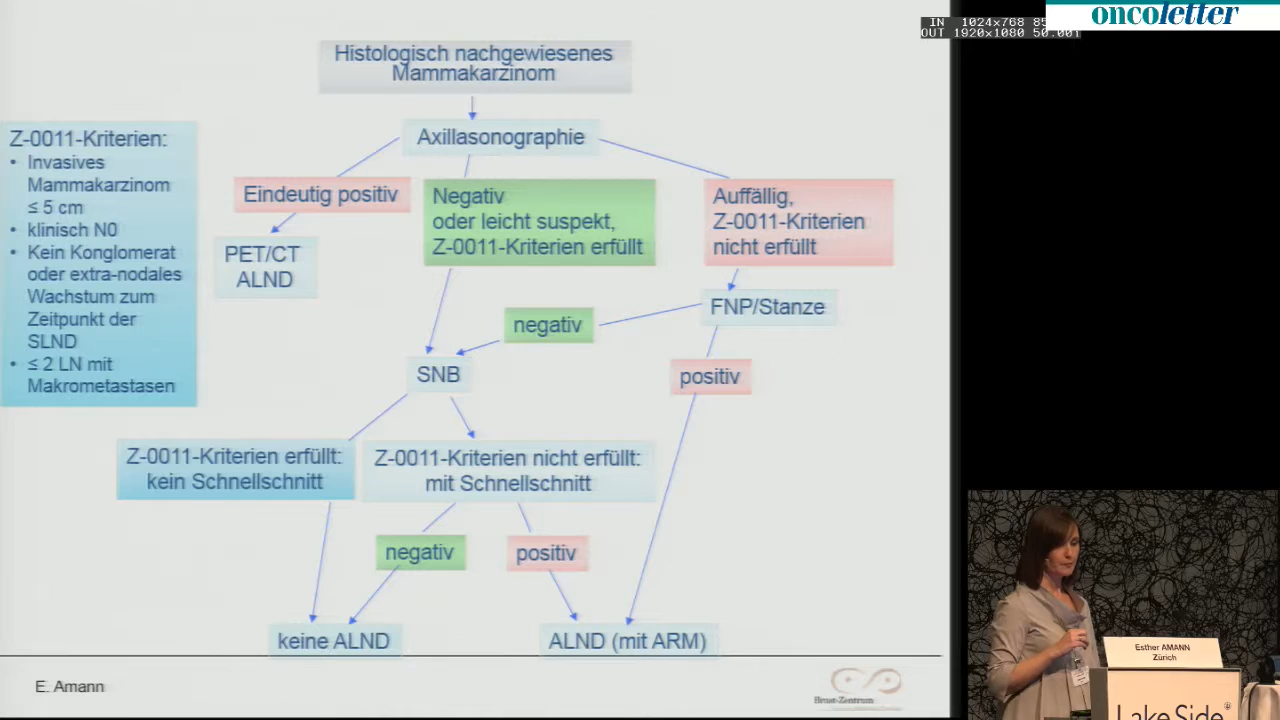 IN 1024x768
OUT 1920x1080
oncoletter
Histologisch nachgewiesenes
Mammakarzinom
Axillasonographie
Z-0011-Kriterien:
• Invasives
Mammakarzinom
≤ 5 cm
• klinisch N0
• Kein Konglomerat
oder extra-nodales
Wachstum zum
Zeitpunkt der
SLND
• ≤ 2 LN mit
Makrometastasen
Eindeutig positiv
PET/CT
ALND
Negativ
oder leicht suspekt,
Z-0011-Kriterien erfüllt
Auffällig,
Z-0011-Kriterien
nicht erfüllt
FNP/Stanze
negativ
positiv
SNB
Z-0011-Kriterien erfüllt:
kein Schnellschnitt
Z-0011-Kriterien nicht erfüllt:
mit Schnellschnitt
negativ
positiv
keine ALND
ALND (mit ARM)
E. Amann
Brust-Zentrum
Esther AMANN
Zürich
Lake Side